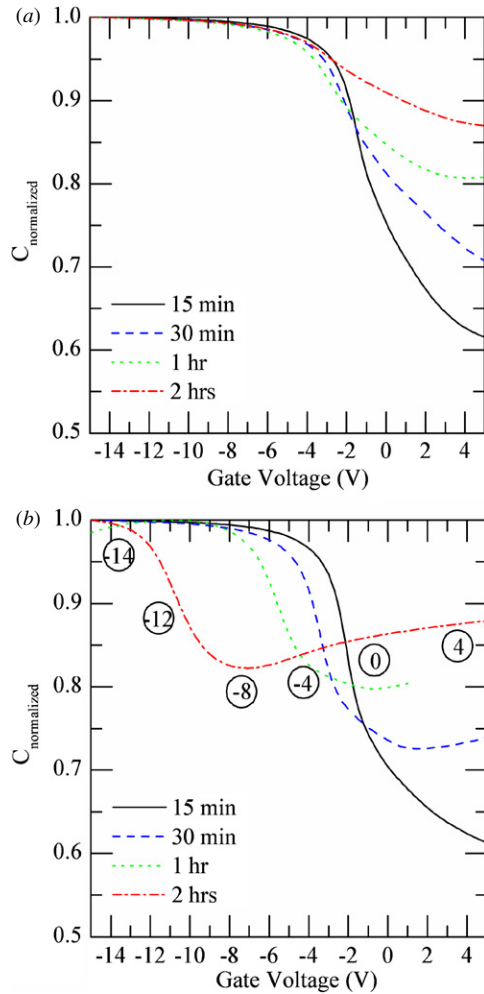 (a)
1.0
0.9
0.8
0.7
0.6
0.5
C normalized
15 min
30 min
1 hr
2 hrs
-14 -12 -10 -8 -6 -4 -2 0 2 4
Gate Voltage (V)
(b)
1.0
0.9
0.8
0.7
0.6
0.5
C normalized
-14
-12
-8
-4
0
4
15 min
30 min
1 hr
2 hrs
-14 -12 -10 -8 -6 -4 -2 0 2 4
Gate Voltage (V)